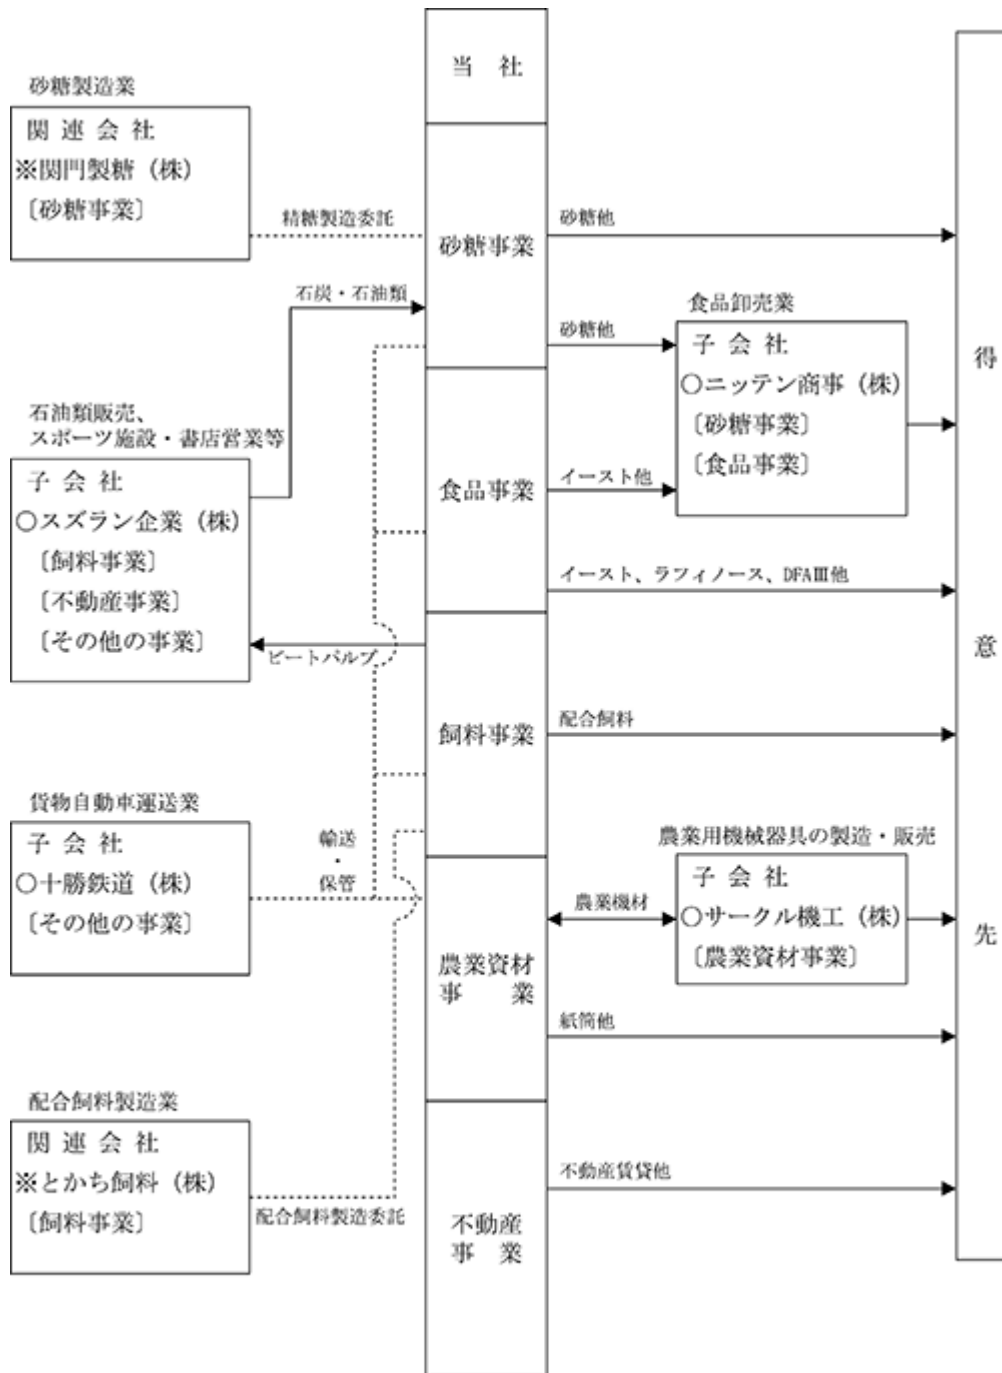 当 社
砂糖製造業
関 連 会 社
※関門製糖（株）
〔砂糖事業〕
精糖製造委託
砂糖事業
砂糖他
石炭・石油類
砂糖他
食品卸売業
子 会 社
○ニッテン商事（株）
〔砂糖事業〕
〔食品事業〕
得
意
先
石油類販売、
スポーツ施設・書店営業等
子 会 社
○スズラン企業（株）
〔飼料事業〕
〔不動産事業〕
〔その他の事業〕
食品事業
イースト他
イースト、ラフィノース、DFAⅢ他
ビートパルプ
飼料事業
配合飼料
貨物自動車運送業
子 会 社
○十勝鉄道（株）
〔その他の事業〕
輸送
・
保管
農業用機械器具の製造・販売
子 会 社
○サークル機工（株）
〔農業資材事業〕
農業機材
農業資材
事 業
紙筒他
配合飼料製造業
関 連 会 社
※とかち飼料（株）
〔飼料事業〕
配合飼料製造委託
不動産賃貸他
不動産
事 業